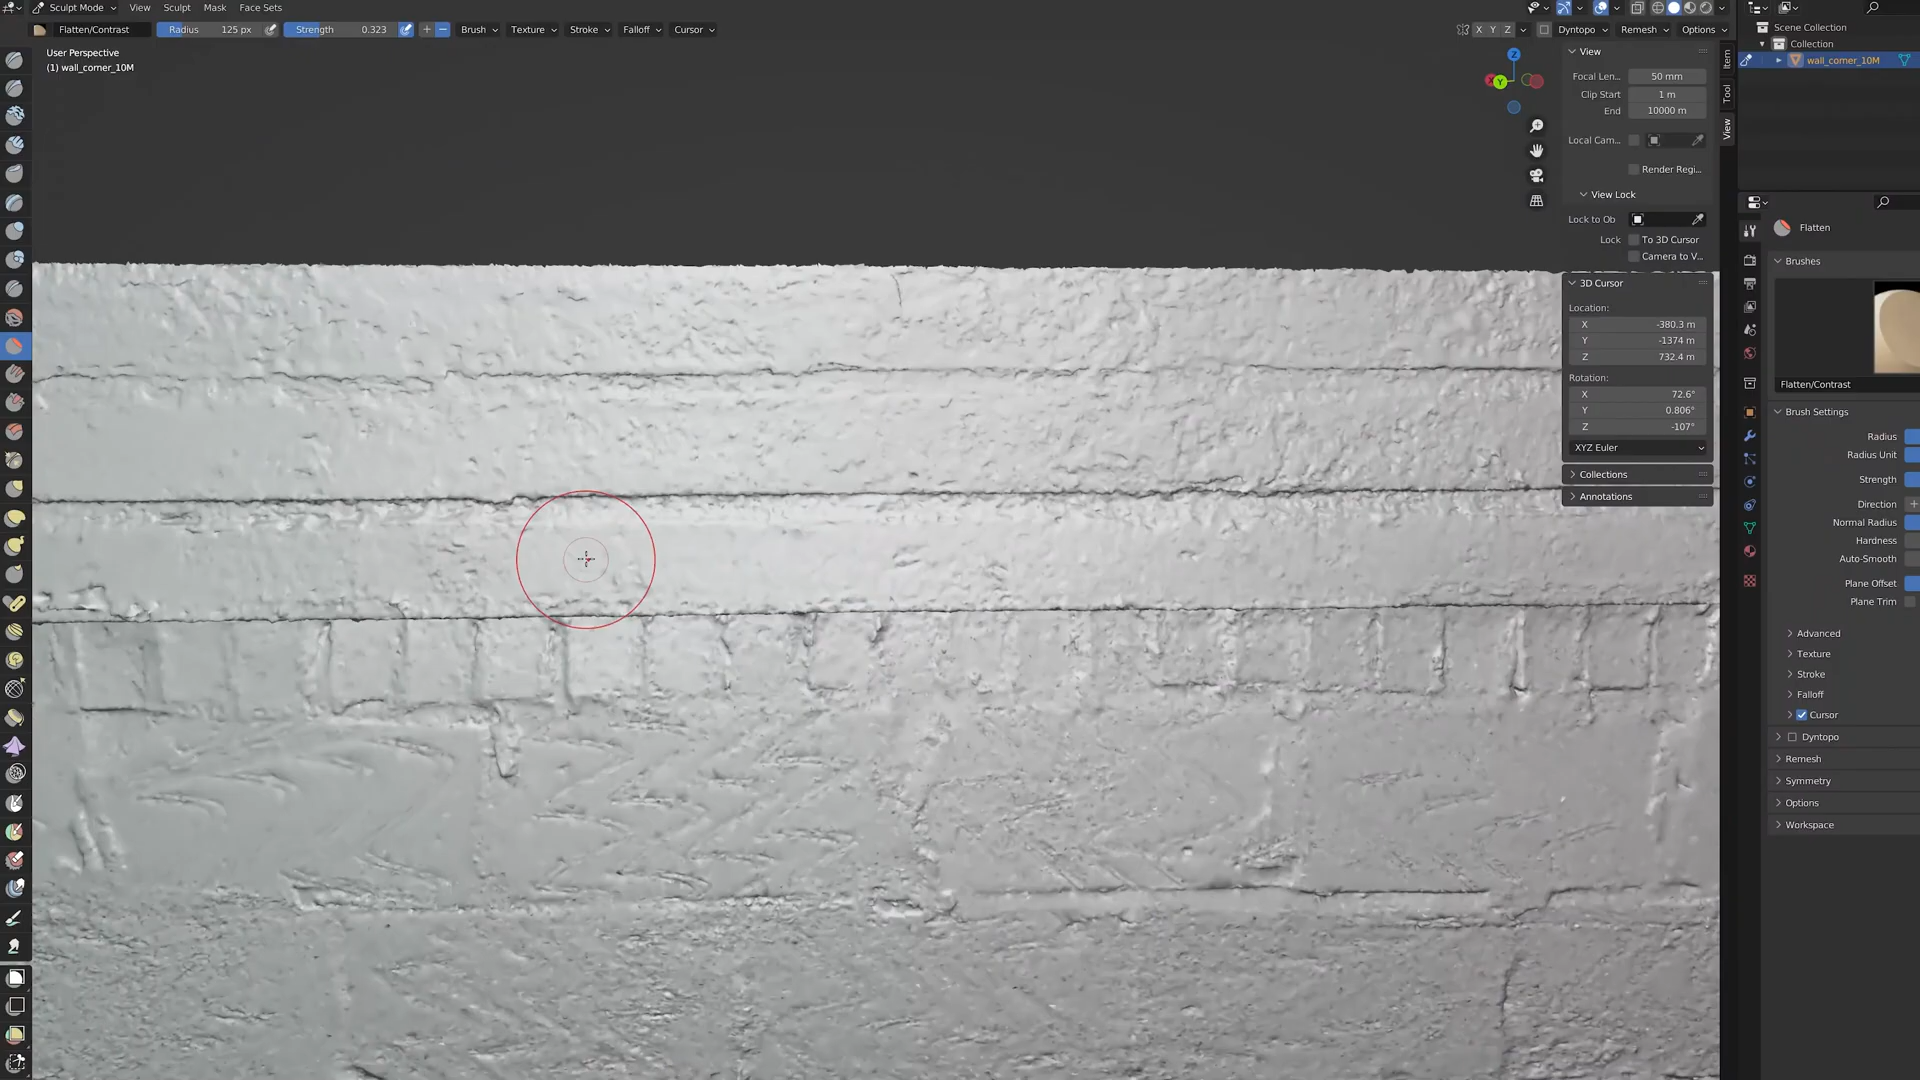 Sculpt Mode View Sculpt Mask Face Sets
Flatten/Contrast Radius 125 px Strength 0.323 + − Brush Texture Stroke Falloff Cursor X Y Z Dyntopo Remesh Options
User Perspective
(1) wall_corner_10M
Z
X
Y
View
Focal Len... 50 mm
Clip Start 1 m
End 10000 m
Local Cam...
Render Regi...
View Lock
Lock to Ob
Lock To 3D Cursor
Camera to V...
3D Cursor
Location:
X -380.3 m
Y -1374 m
Z 732.4 m
Rotation:
X 72.6°
Y 0.806°
Z -107°
XYZ Euler
Collections
Annotations
Item
Tool
View
Scene Collection
Collection
wall_corner_10M
Flatten
Brushes
Flatten/Contrast
Brush Settings
Radius
Radius Unit
Strength
Direction +
Normal Radius
Hardness
Auto-Smooth
Plane Offset
Plane Trim
Advanced
Texture
Stroke
Falloff
Cursor
Dyntopo
Remesh
Symmetry
Options
Workspace